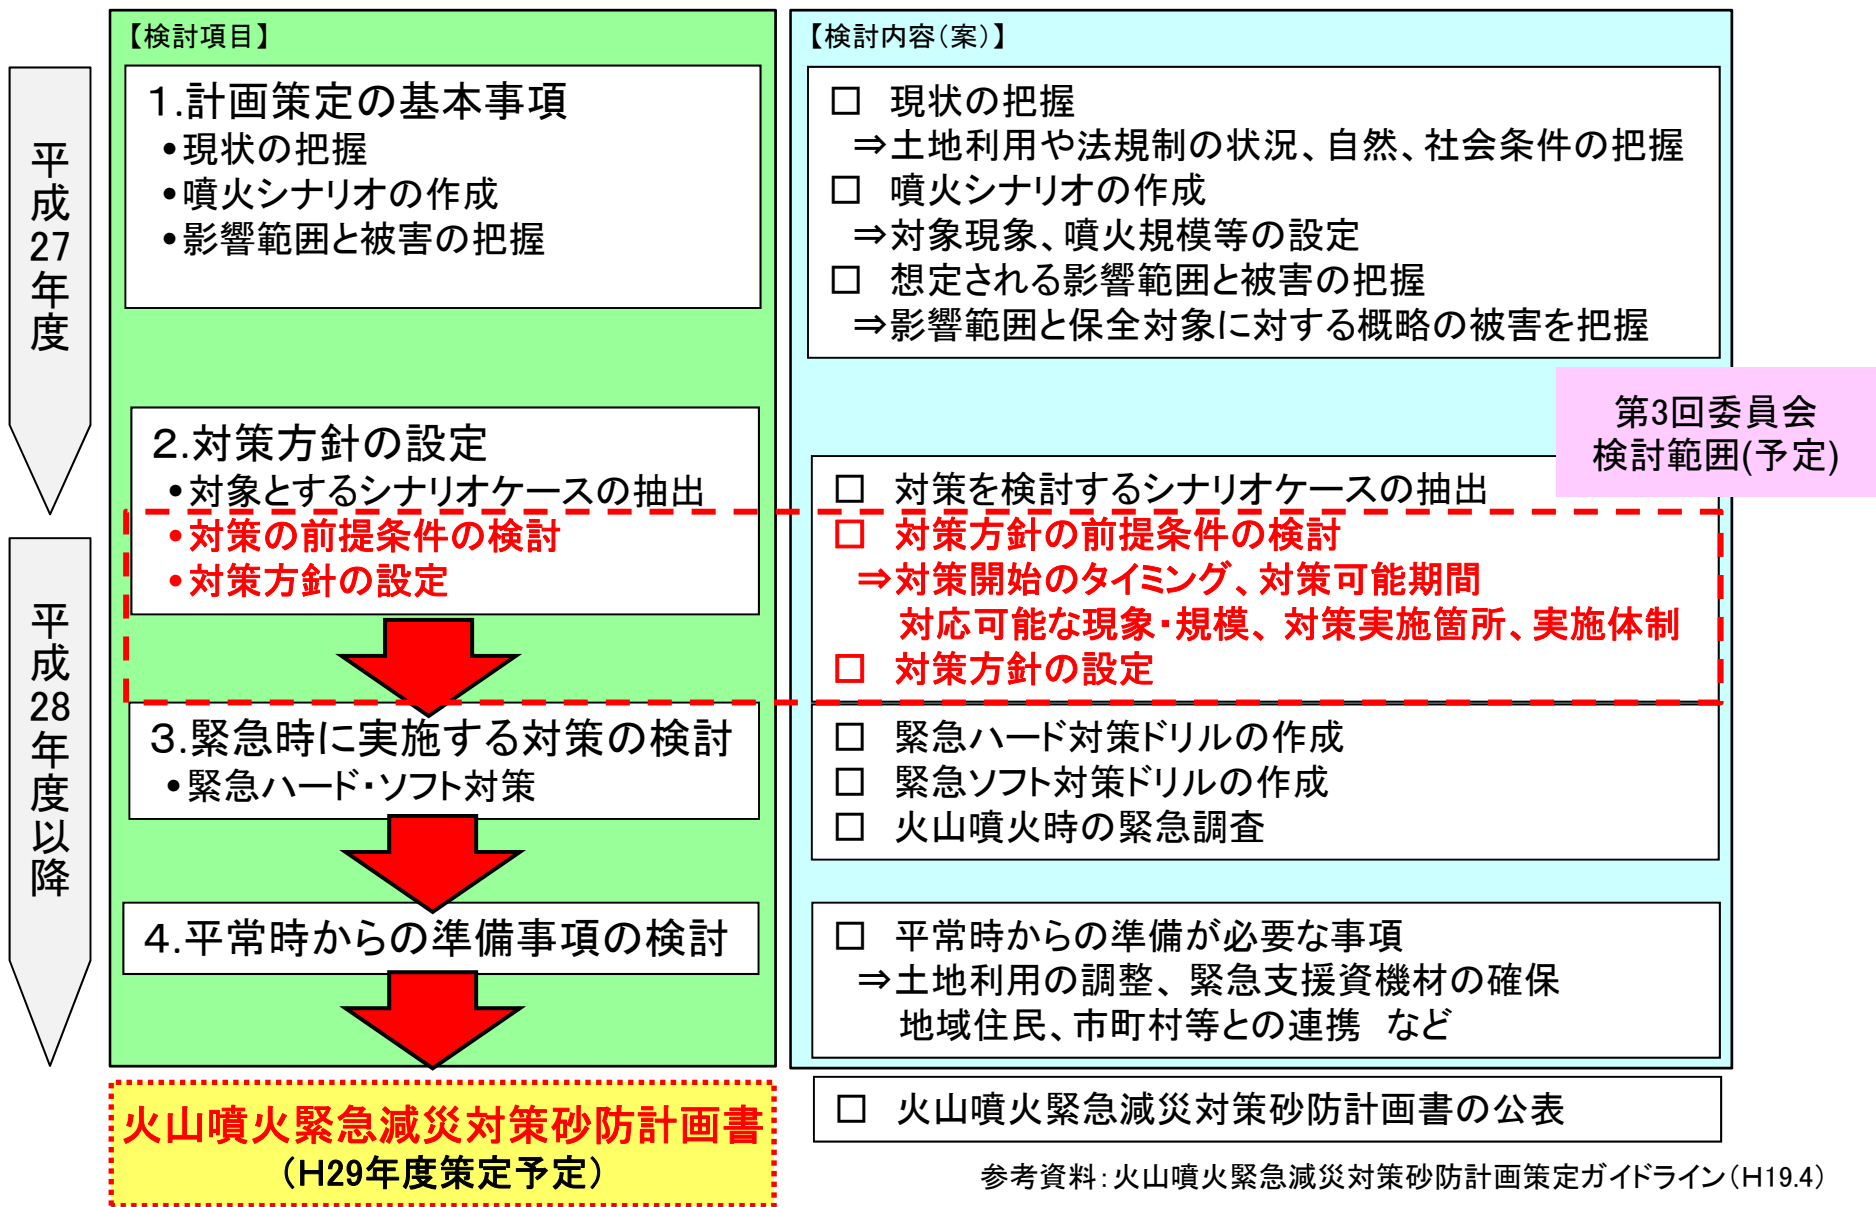 【検討項目】
1.計画策定の基本事項
•現状の把握
•噴火シナリオの作成
•影響範囲と被害の把握
2.対策方針の設定
•対象とするシナリオケースの抽出
•対策の前提条件の検討
•対策方針の設定
3.緊急時に実施する対策の検討
•緊急ハード・ソフト対策
4.平常時からの準備事項の検討
火山噴火緊急減災対策砂防計画書
（H29年度策定予定）
【検討内容（案）】
□ 現状の把握
⇒土地利用や法規制の状況、自然、社会条件の把握
□ 噴火シナリオの作成
⇒対象現象、噴火規模等の設定
□ 想定される影響範囲と被害の把握
⇒影響範囲と保全対象に対する概略の被害を把握
第3回委員会
検討範囲(予定)
□ 対策を検討するシナリオケースの抽出
□ 対策方針の前提条件の検討
⇒対策開始のタイミング、対策可能期間
対応可能な現象・規模、対策実施箇所、実施体制
□ 対策方針の設定
□ 緊急ハード対策ドリルの作成
□ 緊急ソフト対策ドリルの作成
□ 火山噴火時の緊急調査
□ 平常時からの準備が必要な事項
⇒土地利用の調整、緊急支援資機材の確保
地域住民、市町村等との連携 など
□ 火山噴火緊急減災対策砂防計画書の公表
参考資料：火山噴火緊急減災対策砂防計画策定ガイドライン（H19.4）
平成27年度
平成28年度以降